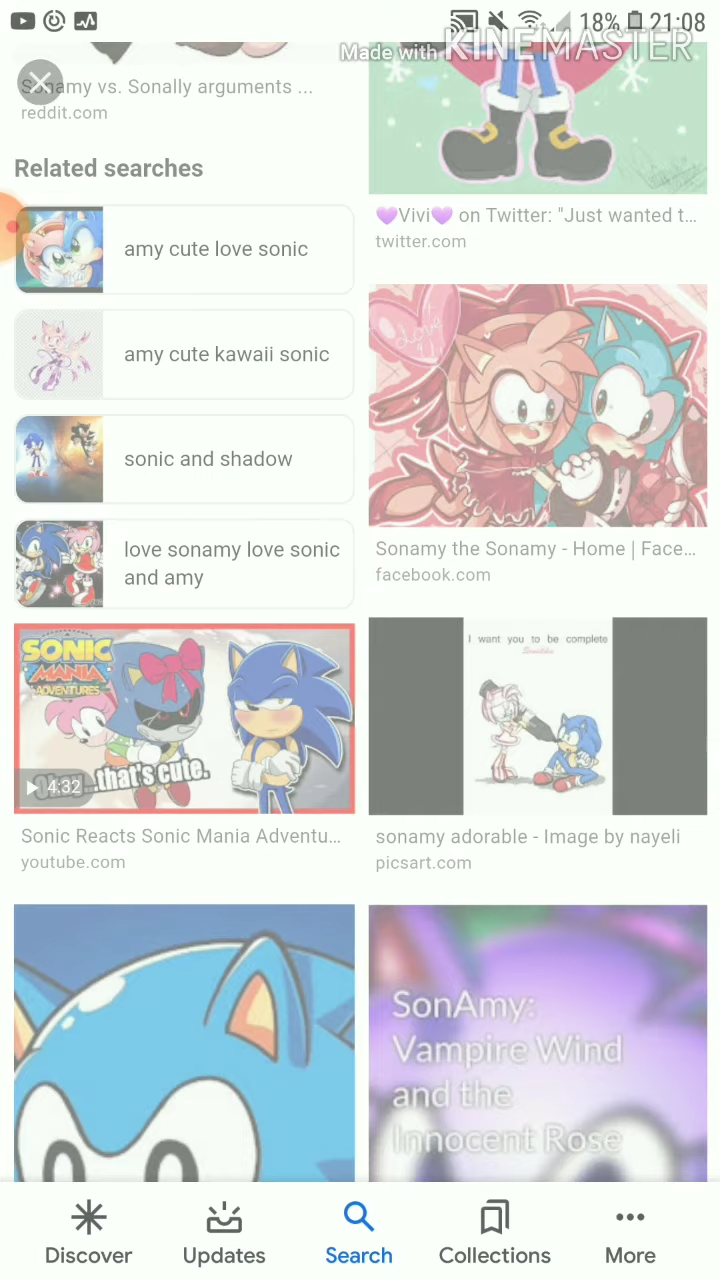 18% 21:08
Made with KINEMASTER
Sonamy vs. Sonally arguments ...
reddit.com
Related searches
amy cute love sonic
amy cute kawaii sonic
sonic and shadow
love sonamy love sonic
and amy
SONIC
MANIA
ADVENTURES
...that's cute.
4:32
Sonic Reacts Sonic Mania Adventu...
youtube.com
💜Vivi💜 on Twitter: "Just wanted t...
twitter.com
Love
Sonamy the Sonamy - Home | Face...
facebook.com
I want you to be complete
sonamy adorable - Image by nayeli
picsart.com
SonAmy:
Vampire Wind
and the
Innocent Rose
Discover
Updates
Search
Collections
More